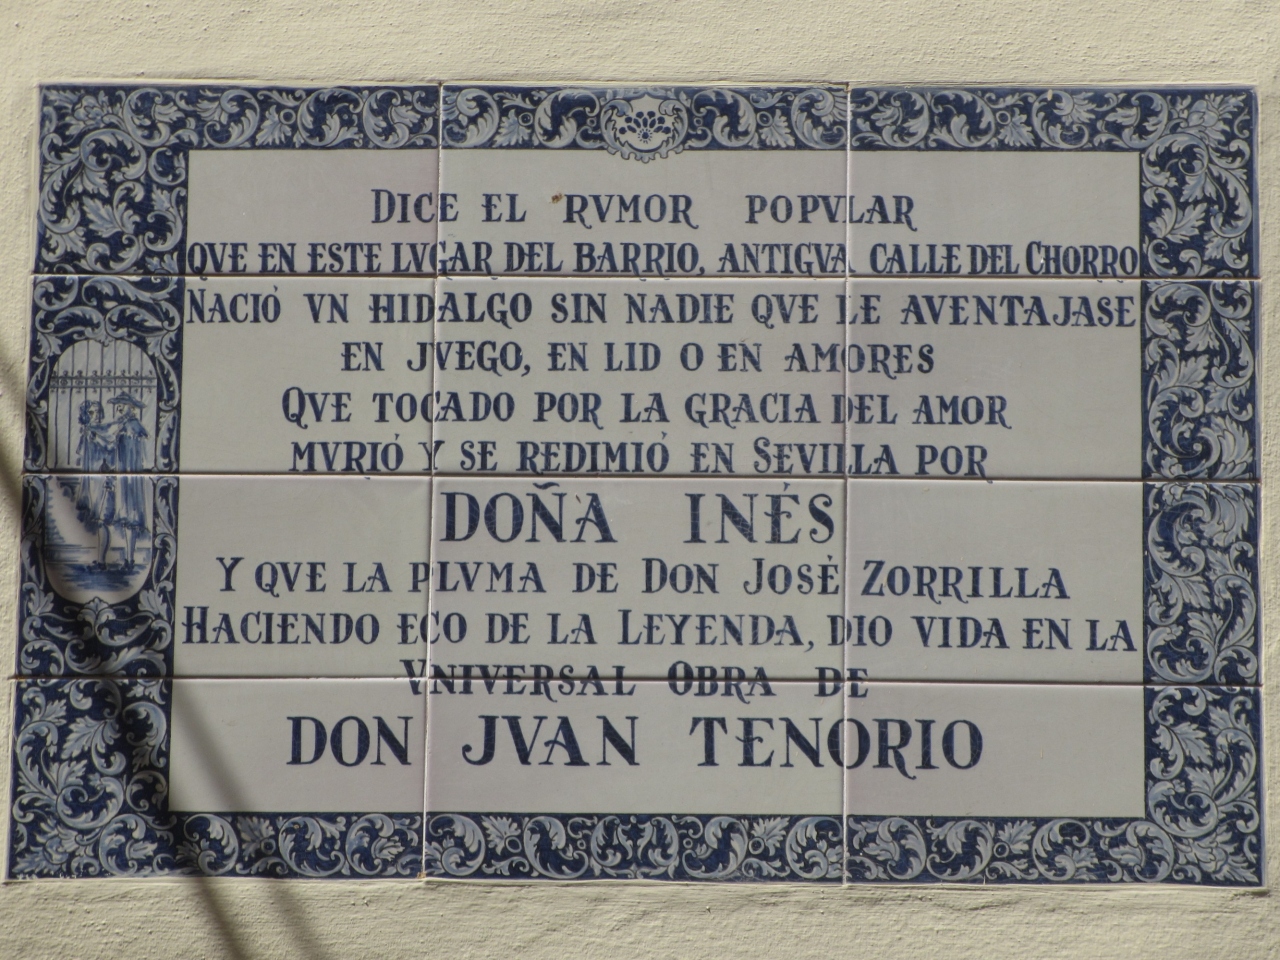 DICE EL RVMOR POPVLAR
QVE EN ESTE LVGAR DEL BARRIO, ANTIGVA CALLE DEL CHORRO
NACIÓ VN HIDALGO SIN NADIE QVE LE AVENTAJASE
EN JVEGO, EN LID O EN AMORES
QVE TOCADO POR LA GRACIA DEL AMOR
MVRIÓ Y SE REDIMIÓ EN SEVILLA POR
DOÑA INÉS
Y QVE LA PLVMA DE DON JOSÉ ZORRILLA
HACIENDO ECO DE LA LEYENDA, DIO VIDA EN LA
VNIVERSAL OBRA DE
DON JVAN TENORIO